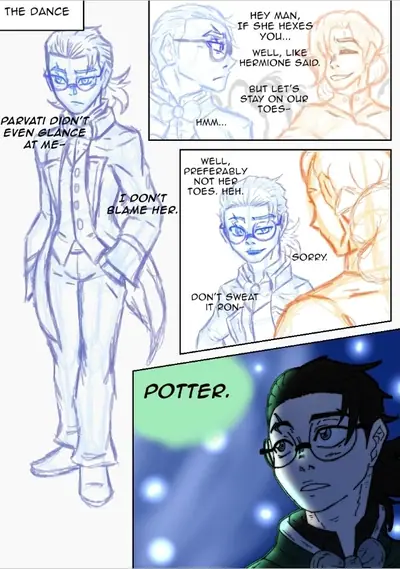 THE DANCE
PARVATI DIDN'T
EVEN GLANCE
AT ME~
I DON'T
BLAME HER.
HEY MAN,
IF SHE HEXES
YOU...
WELL, LIKE
HERMIONE SAID.
BUT LET'S
STAY ON OUR
TOES~
HMM...
WELL,
PREFERABLY
NOT HER
TOES. HEH.
SORRY.
DON'T SWEAT
IT RON~
POTTER.